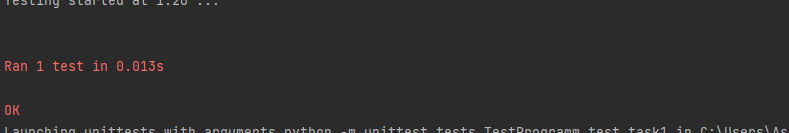 Testing started at 1:20 ...
Ran 1 test in 0.013s
OK
Launching unittests with arguments python -m unittest tests.TestProgramm.test_task1 in C:\Users\As